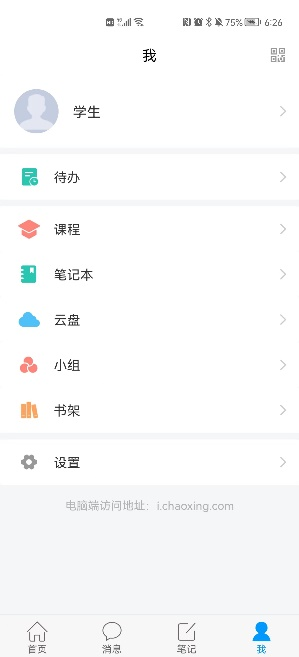 75% 6:26
我
学生
待办
课程
笔记本
云盘
小组
书架
设置
电脑端访问地址：i.chaoxing.com
首页 消息 笔记 我